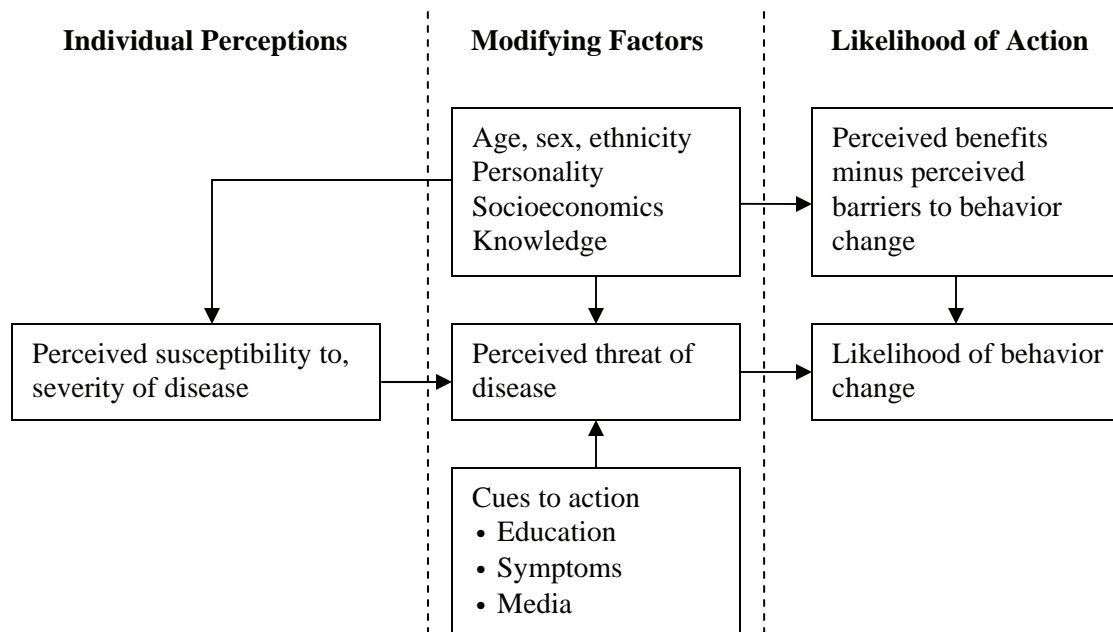 Individual Perceptions
Modifying Factors
Likelihood of Action
Age, sex, ethnicity
Personality
Socioeconomics
Knowledge
Perceived benefits
minus perceived
barriers to behavior
change
Perceived susceptibility to,
severity of disease
Perceived threat of
disease
Likelihood of behavior
change
Cues to action
• Education
• Symptoms
• Media